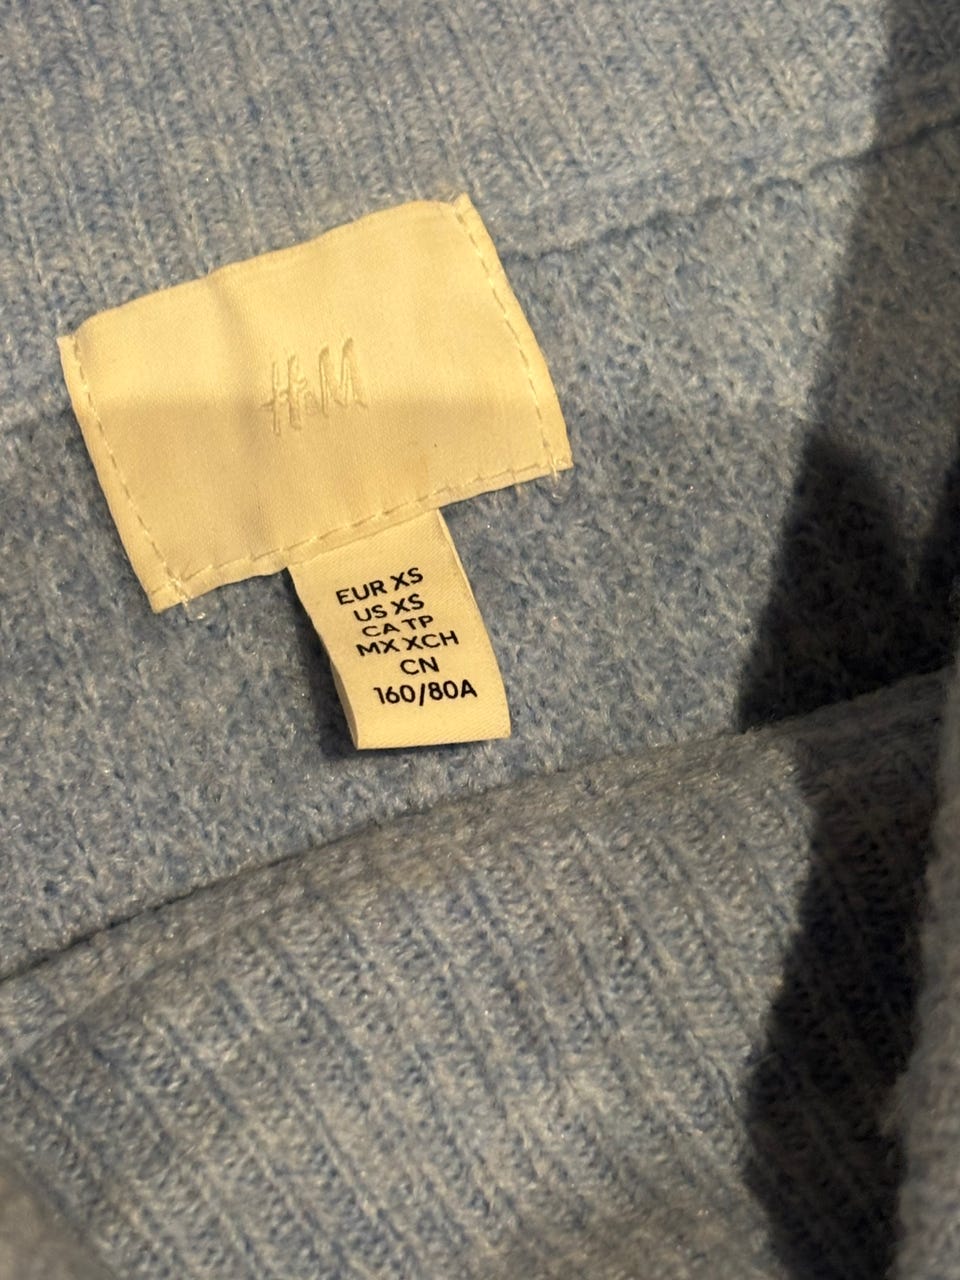 H&M
EUR XS
US XS
CA TP
MX XCH
CN
160/80A